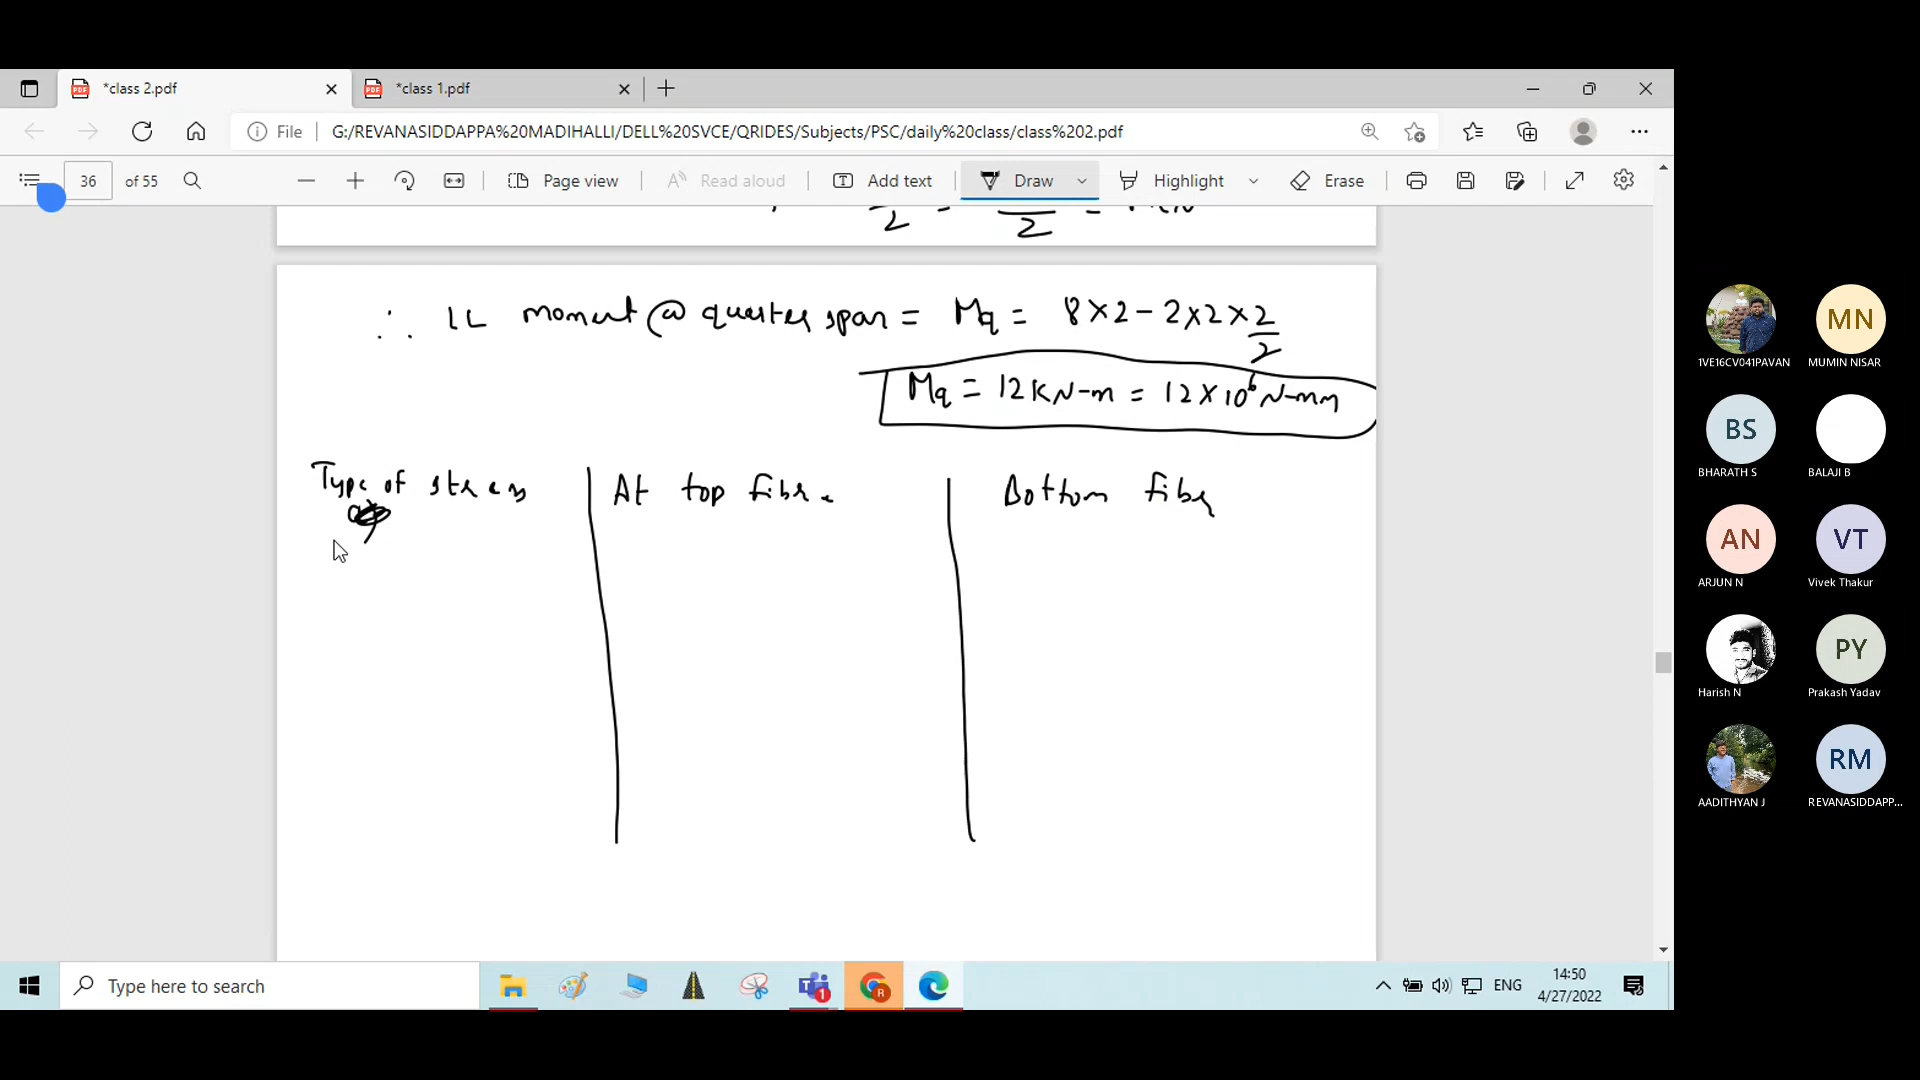 *class 2.pdf
*class 1.pdf
File
G:/REVANASIDDAPPA%20MADIHALLI/DELL%20SVCE/QRIDES/Subjects/PSC/daily%20class/class%202.pdf
36 of 55
Page view
Read aloud
Add text
Draw
Highlight
Erase
2 = 2 =
∴ LL moment @ quarter span = Mq = 8×2 - 2×2×2/2
Mq = 12 KN-m = 12×10⁶ N-mm
Type of stress At top fibre Bottom fibre
1VE16CV041PAVAN MUMIN NISAR
MN
BS
BHARATH S BALAJI B
AN VT
ARJUN N Vivek Thakur
PY
Harish N Prakash Yadav
RM
AADITHYAN J REVANASIDDAPP...
Type here to search
1
R
ENG
14:50
4/27/2022